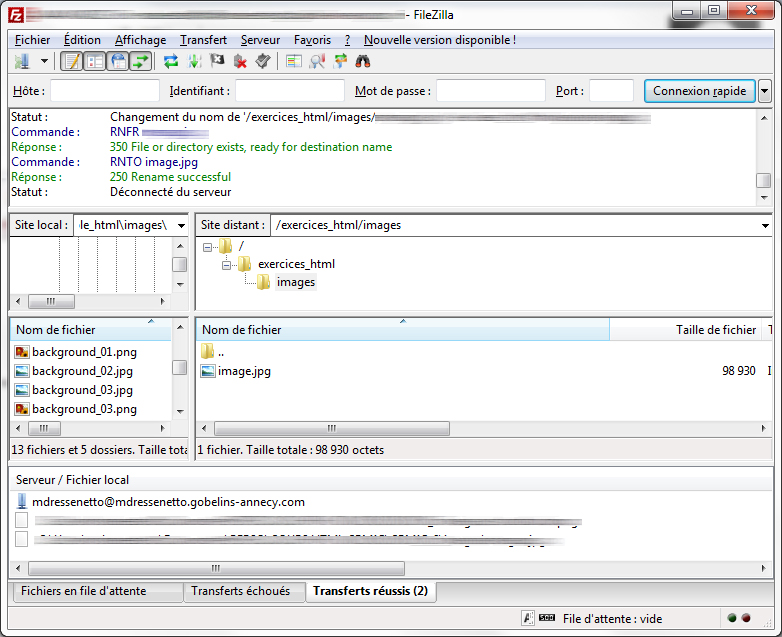 - FileZilla
Fichier Édition Affichage Transfert Serveur Favoris ? Nouvelle version disponible !
Hôte : Identifiant : Mot de passe : Port : Connexion rapide
Statut : Changement du nom de '/exercices_html/images/
Commande : RNFR
Réponse : 350 File or directory exists, ready for destination name
Commande : RNTO image.jpg
Réponse : 250 Rename successful
Statut : Déconnecté du serveur
Site local : le_html\images\ Site distant : /exercices_html/images
/
exercices_html
images
Nom de fichier Nom de fichier Taille de fichier T
background_01.png ..
background_02.jpg image.jpg 98 930
background_03.jpg
background_03.png
13 fichiers et 5 dossiers. Taille tota 1 fichier. Taille totale : 98 930 octets
Serveur / Fichier local
mdressenetto@mdressenetto.gobelins-annecy.com
Fichiers en file d'attente Transferts échoués Transferts réussis (2)
File d'attente : vide